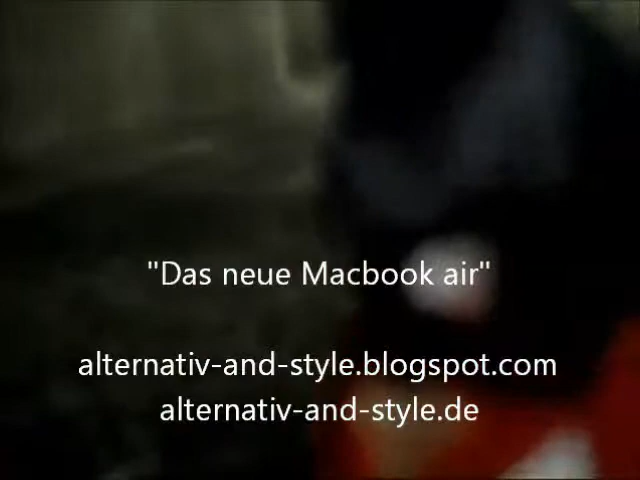 "Das neue Macbook air"
alternativ-and-style.blogspot.com
alternativ-and-style.de